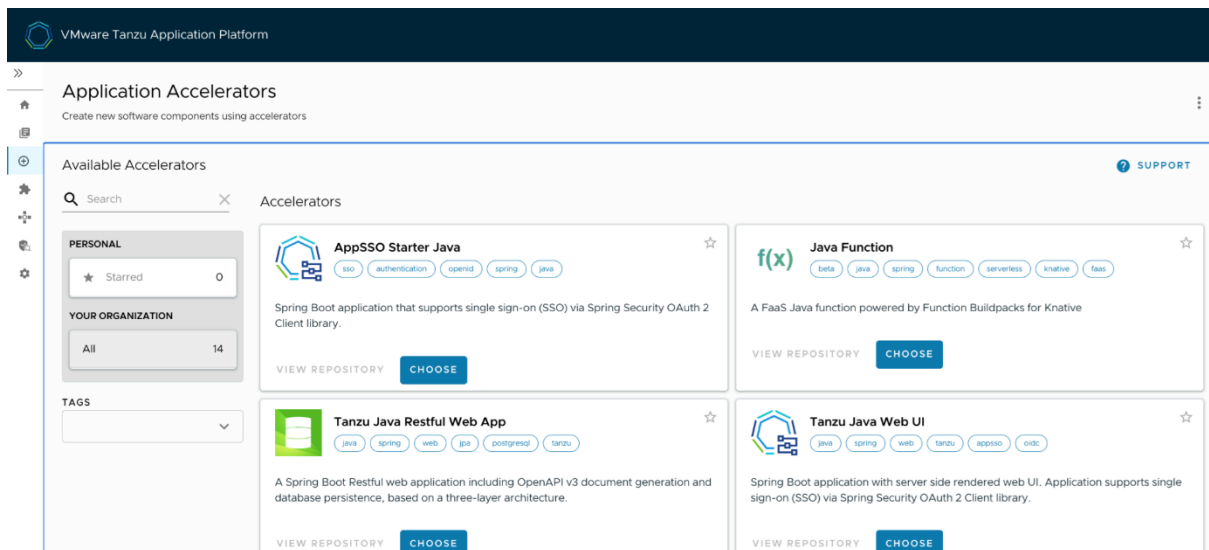 VMware Tanzu Application Platform
Application Accelerators
Create new software components using accelerators
Available Accelerators
SUPPORT
Search
PERSONAL
Starred 0
YOUR ORGANIZATION
All 14
TAGS
Accelerators
AppSSO Starter Java
sso authentication openid spring java
Spring Boot application that supports single sign-on (SSO) via Spring Security OAuth 2
Client library.
VIEW REPOSITORY CHOOSE
f(x)
Java Function
beta java spring function serverless knative faas
A FaaS Java function powered by Function Buildpacks for Knative
VIEW REPOSITORY CHOOSE
Tanzu Java Restful Web App
java spring web jpa postgresql tanzu
A Spring Boot Restful web application including OpenAPI v3 document generation and
database persistence, based on a three-layer architecture.
VIEW REPOSITORY CHOOSE
Tanzu Java Web UI
java spring web tanzu appsso oidc
Spring Boot application with server side rendered web UI. Application supports single
sign-on (SSO) via Spring Security OAuth 2 Client library.
VIEW REPOSITORY CHOOSE